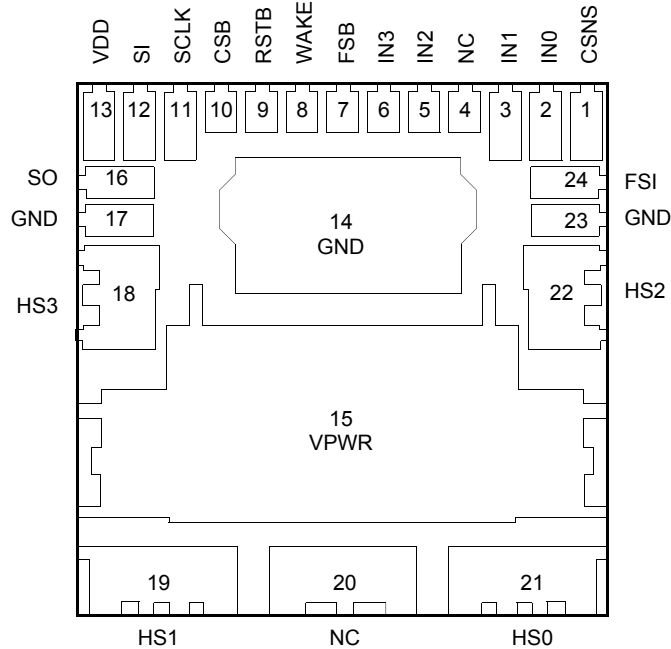 VDD SI SCLK CSB RSTB WAKE FSB IN3 IN2 NC IN1 IN0 CSNS
13 12 11 10 9 8 7 6 5 4 3 2 1
SO 16 24 FSI
GND 17 14 23 GND
GND
HS3 18 22 HS2
15
VPWR
19 20 21
HS1 NC HS0